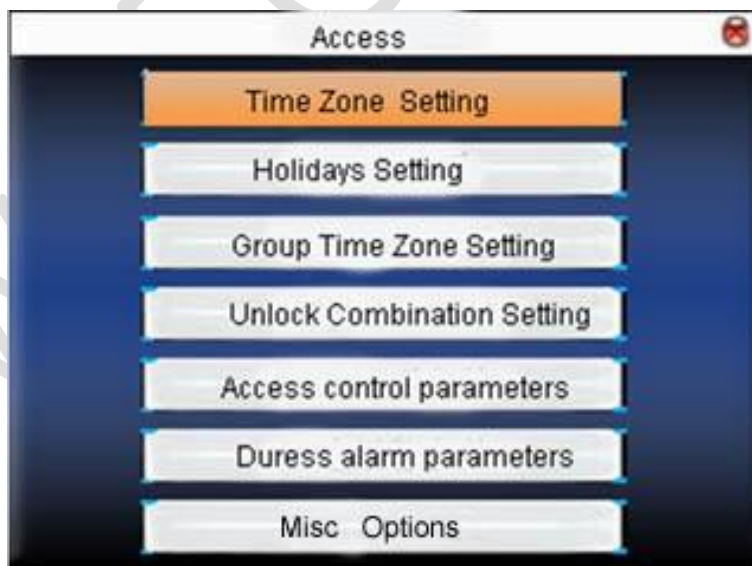 Access
Time Zone Setting
Holidays Setting
Group Time Zone Setting
Unlock Combination Setting
Access control parameters
Duress alarm parameters
Misc Options